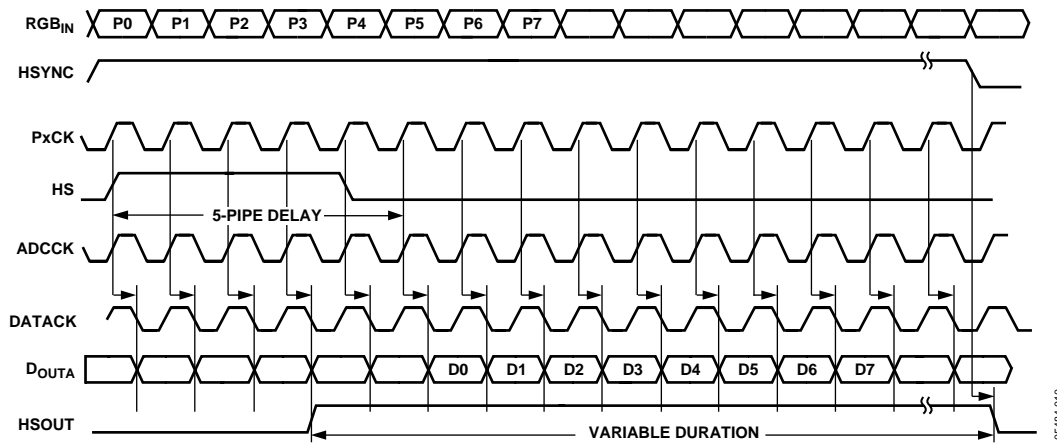 RGBIN P0 P1 P2 P3 P4 P5 P6 P7
HSYNC
PxCK
HS
5-PIPE DELAY
ADCCK
DATACK
DOUTA D0 D1 D2 D3 D4 D5 D6 D7
HSOUT
VARIABLE DURATION